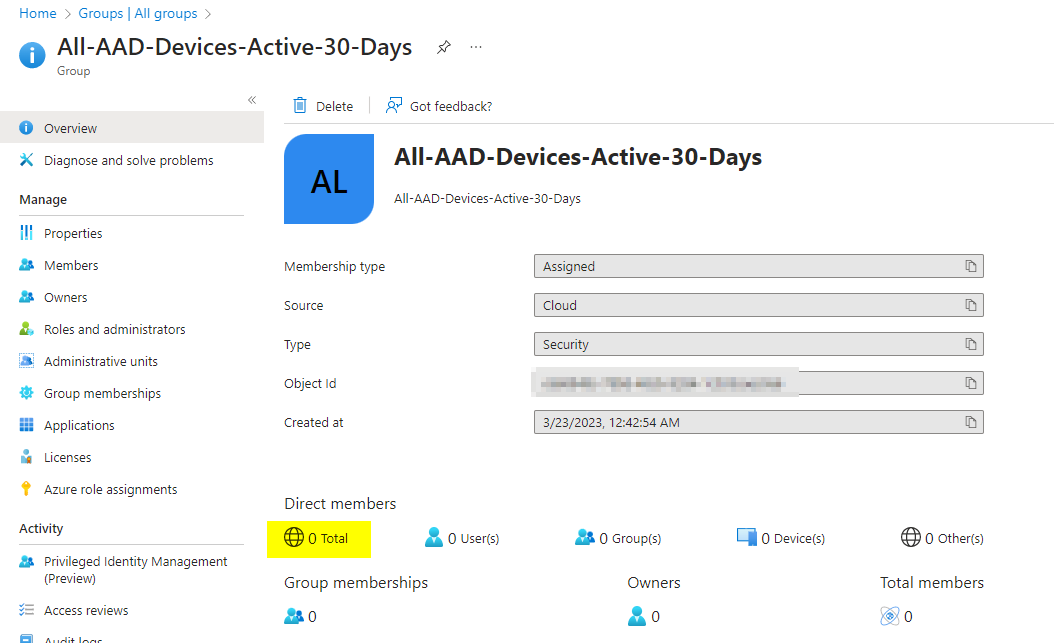 Home > Groups | All groups >
All-AAD-Devices-Active-30-Days
Group
«
Delete
Got feedback?
Overview
Diagnose and solve problems
Manage
Properties
Members
Owners
Roles and administrators
Administrative units
Group memberships
Applications
Licenses
Azure role assignments
Activity
Privileged Identity Management
(Preview)
Access reviews
Audit logs
AL
All-AAD-Devices-Active-30-Days
All-AAD-Devices-Active-30-Days
Membership type Assigned
Source Cloud
Type Security
Object Id
Created at 3/23/2023, 12:42:54 AM
Direct members
0 Total 0 User(s) 0 Group(s) 0 Device(s) 0 Other(s)
Group memberships Owners Total members
0 0 0